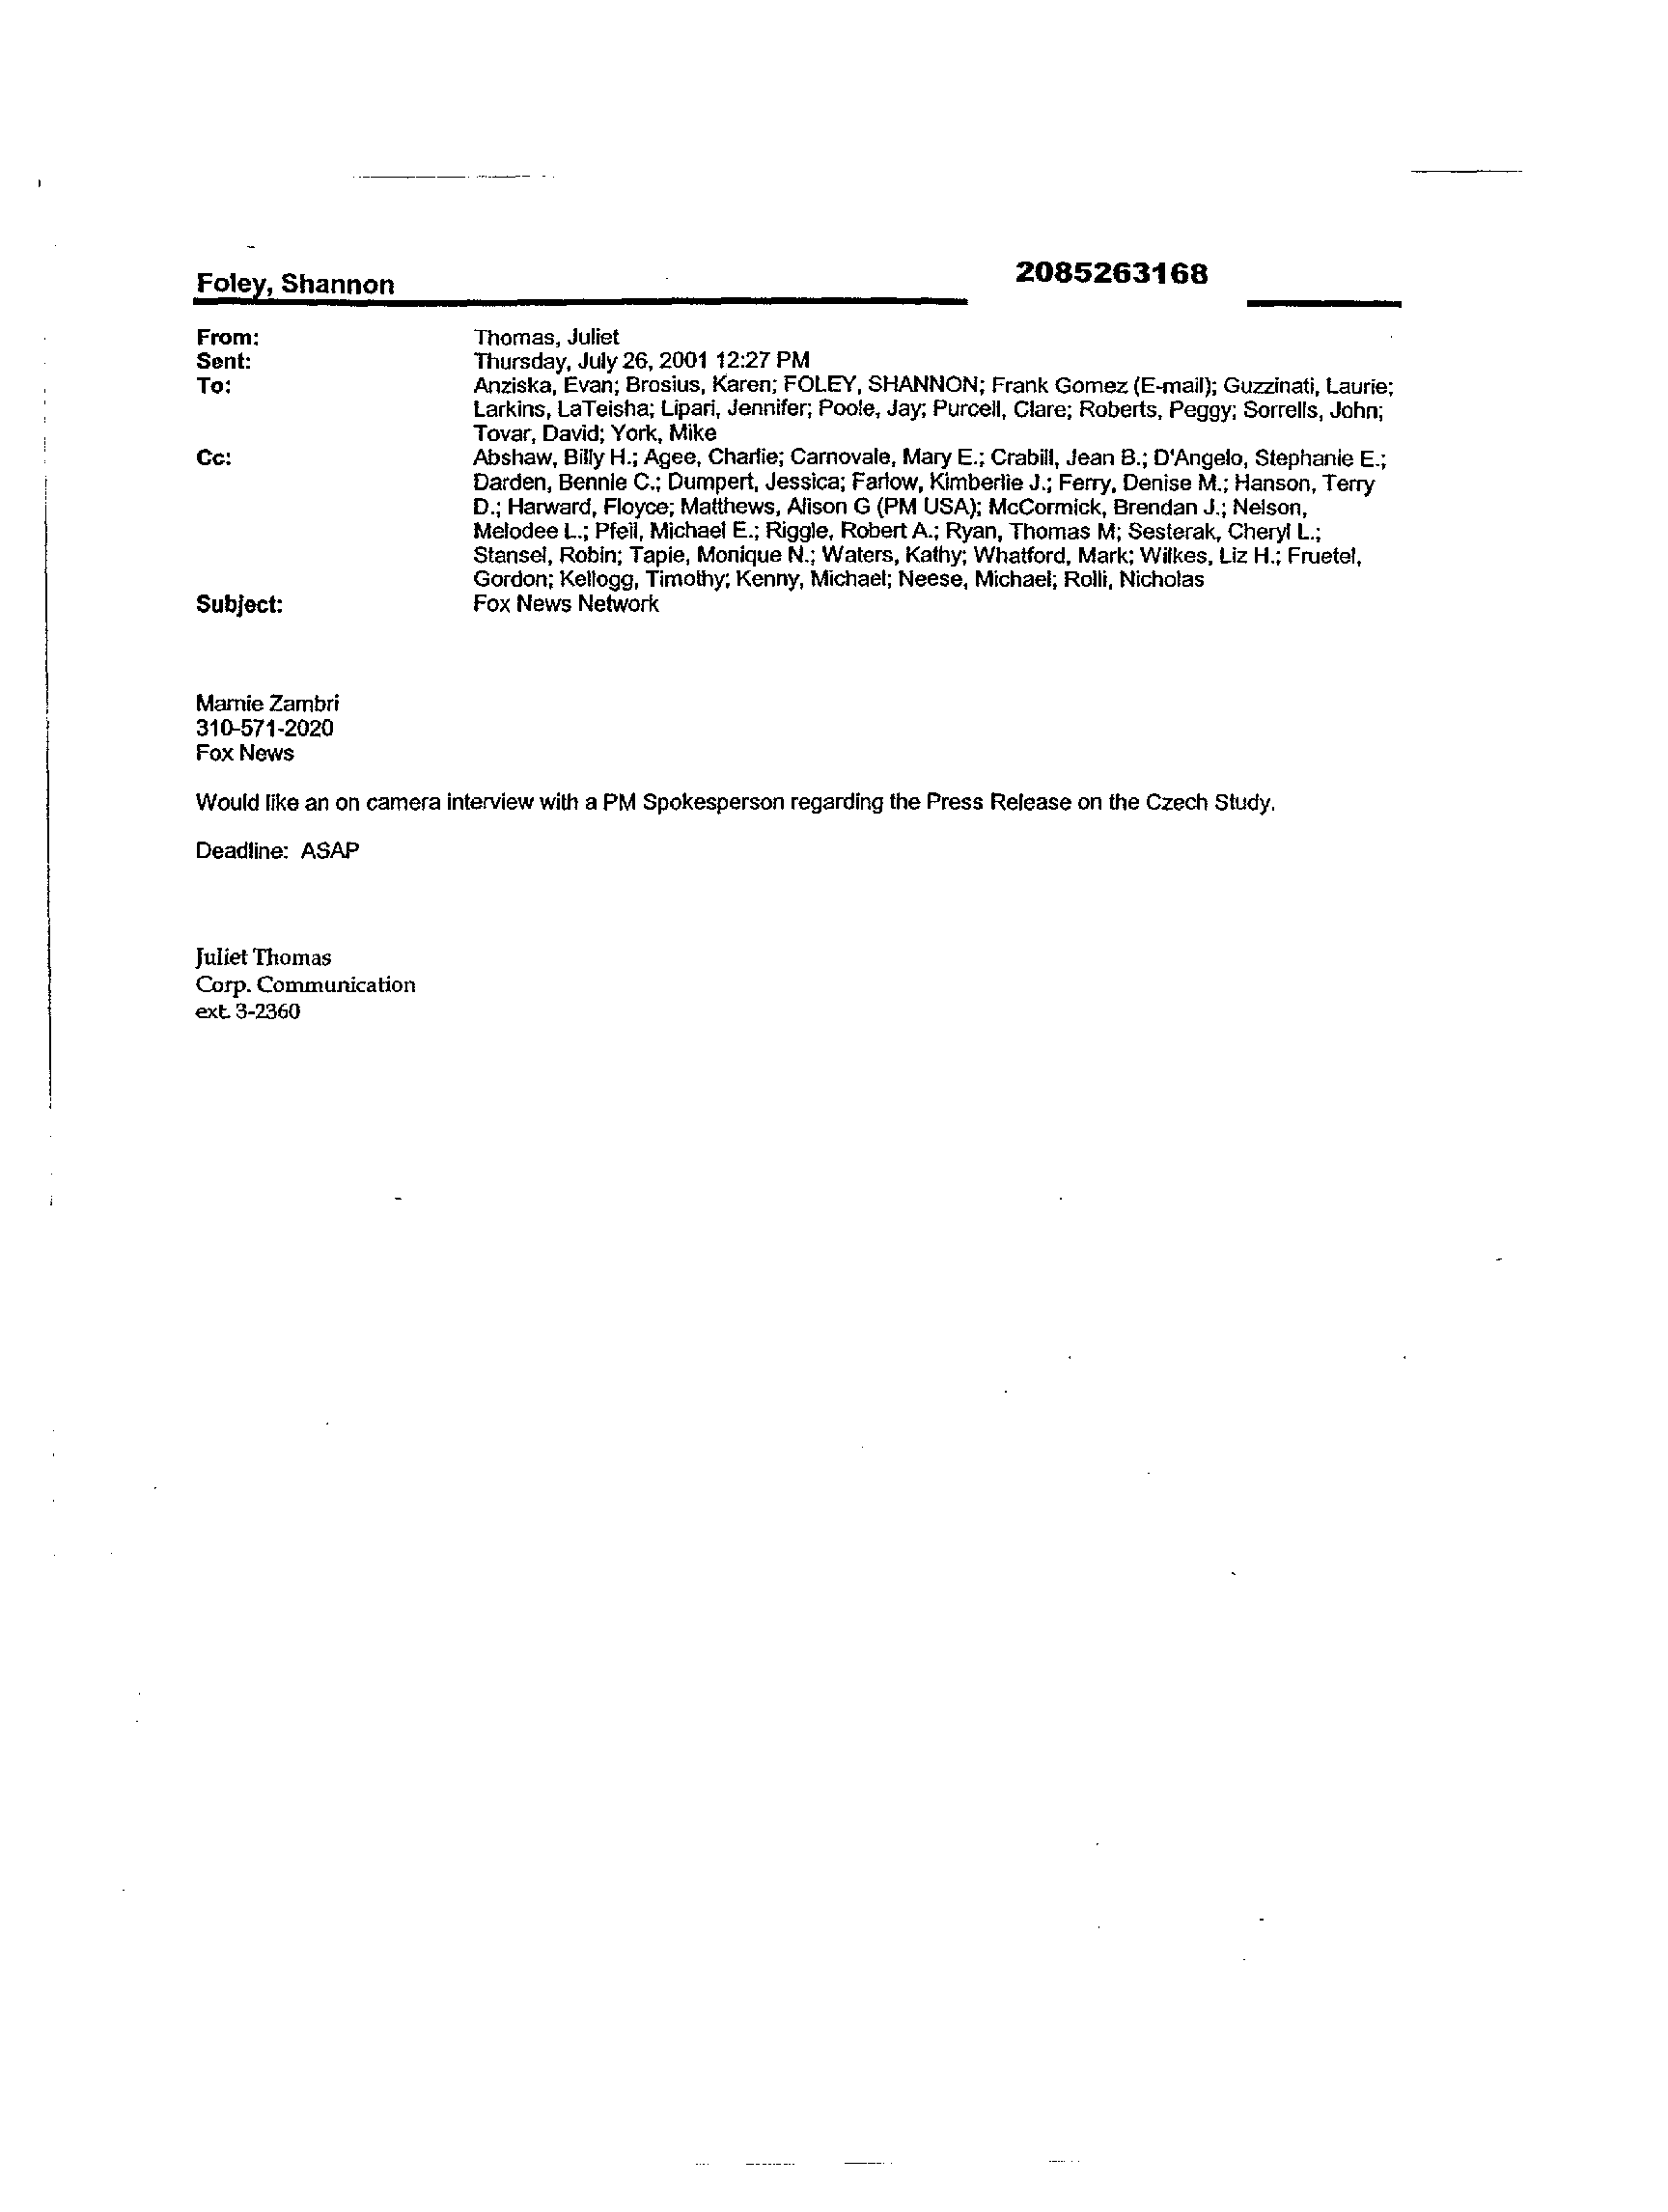 Foley, Shannon
2085263168
From: Thomas, Juliet
Sent: Thursday, July 26, 2001 12:27 PM
To: Anziska, Evan; Brosius, Karen; FOLEY, SHANNON; Frank Gomez (E-mail); Guzzinati, Laurie;
Larkins, LaTeisha; Lipari, Jennifer; Poole, Jay; Purcell, Clare; Roberts, Peggy; Sorrells, John;
Tovar, David; York, Mike
Cc: Abshaw, Billy H.; Agee, Charlie; Carnovale, Mary E.; Crabill, Jean B.; D'Angelo, Stephanie E.;
Darden, Bennie C.; Dumpert, Jessica; Farlow, Kimberlie J.; Ferry, Denise M.; Hanson, Terry
D.; Harward, Floyce; Matthews, Alison G (PM USA); McCormick, Brendan J.; Nelson,
Melodee L.; Pfeil, Michael E.; Riggle, Robert A.; Ryan, Thomas M; Sesterak, Cheryl L.;
Stansel, Robin; Tapie, Monique N.; Waters, Kathy; Whatford, Mark; Wilkes, Liz H.; Fruetel,
Gordon; Kellogg, Timothy; Kenny, Michael; Neese, Michael; Rolli, Nicholas
Subject: Fox News Network
Marnie Zambri
310-571-2020
Fox News
Would like an on camera interview with a PM Spokesperson regarding the Press Release on the Czech Study.
Deadline: ASAP
Juliet Thomas
Corp. Communication
ext. 3-2360